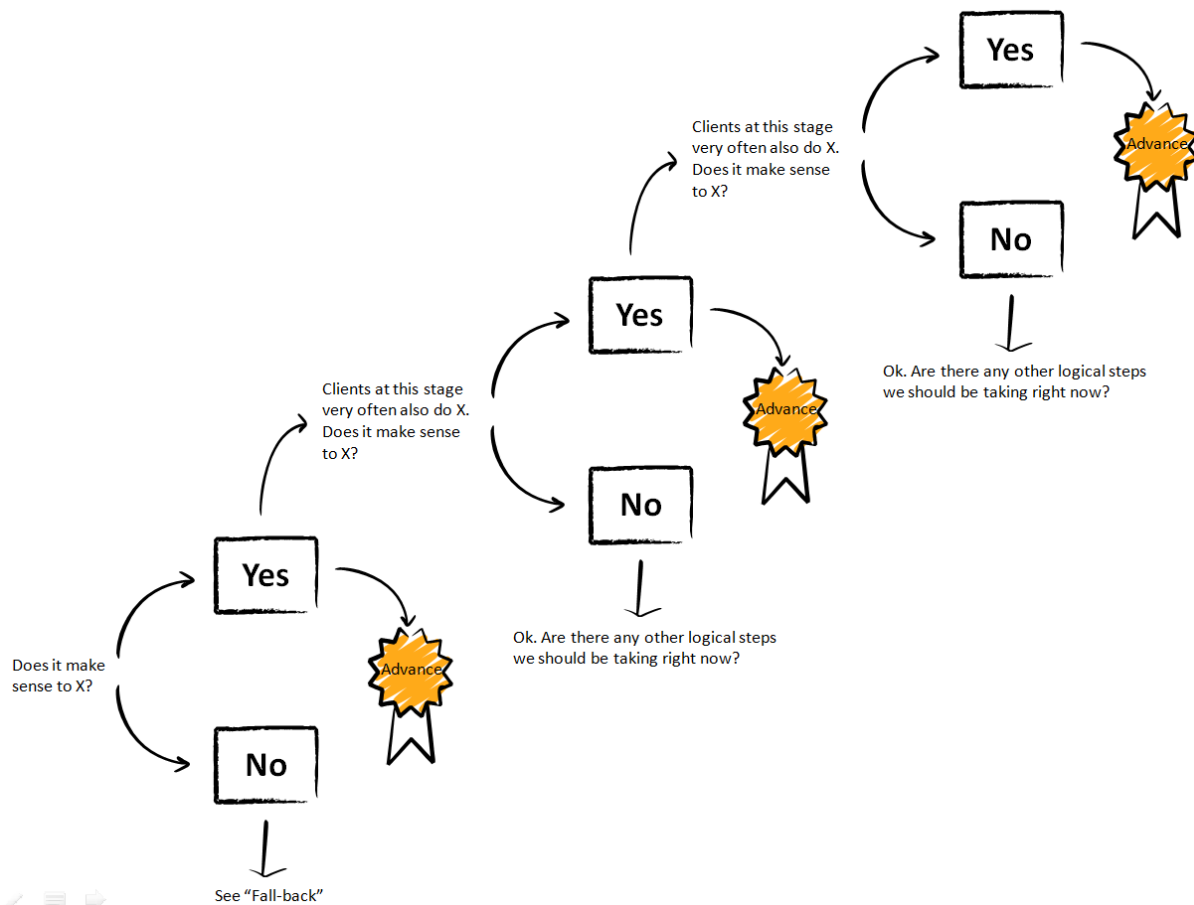 Yes
Clients at this stage
very often also do X.
Does it make sense
to X?
Advance
No
Ok. Are there any other logical steps
we should be taking right now?
Yes
Clients at this stage
very often also do X.
Does it make sense
to X?
Advance
No
Ok. Are there any other logical steps
we should be taking right now?
Yes
Does it make
sense to X?
Advance
No
See “Fall-back”